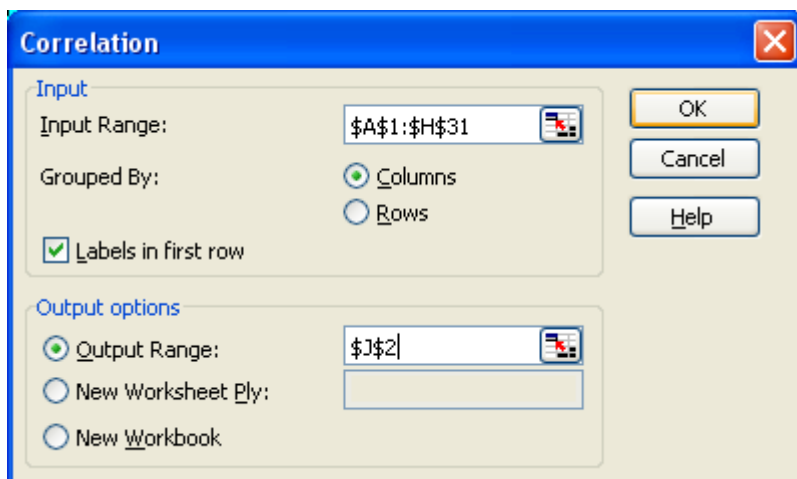 Correlation
Input
Input Range:
$A$1:$H$31
Grouped By:
Columns
Rows
Labels in first row
OK
Cancel
Help
Output options
Output Range:
$J$2
New Worksheet Ply:
New Workbook